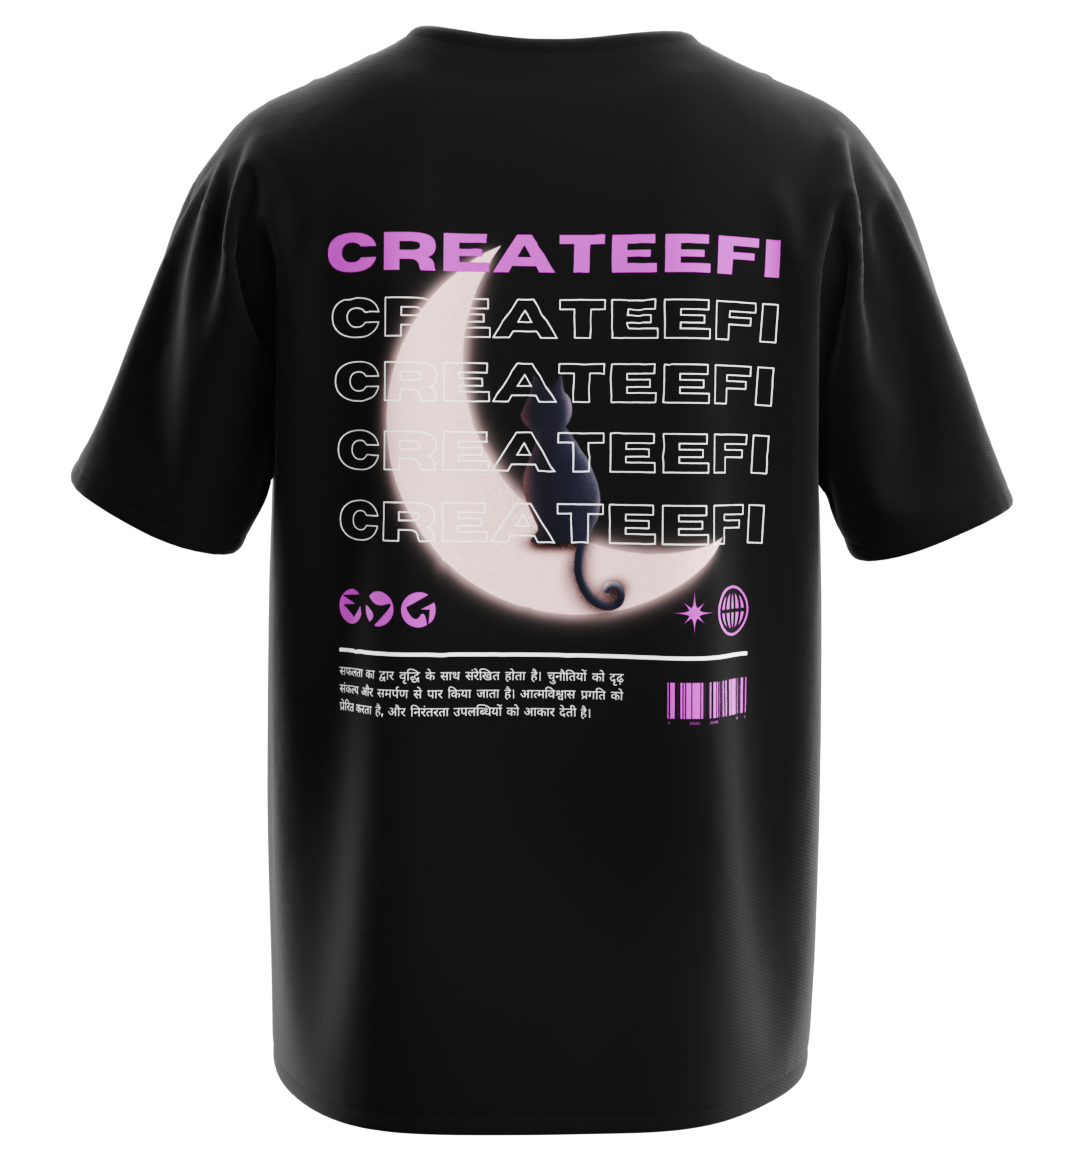 CREATEEFI
CREATEEFI
CREATEEFI
CREATEEFI
CREATEEFI
सफलता का द्वार वृद्धि के साथ संरेखित होता है। चुनौतियों को दृढ़
संकल्प और समर्पण से पार किया जाता है। आत्मविश्वास प्रगति को
प्रेरित करता है, और निरंतरता उपलब्धियों को आकार देती है।